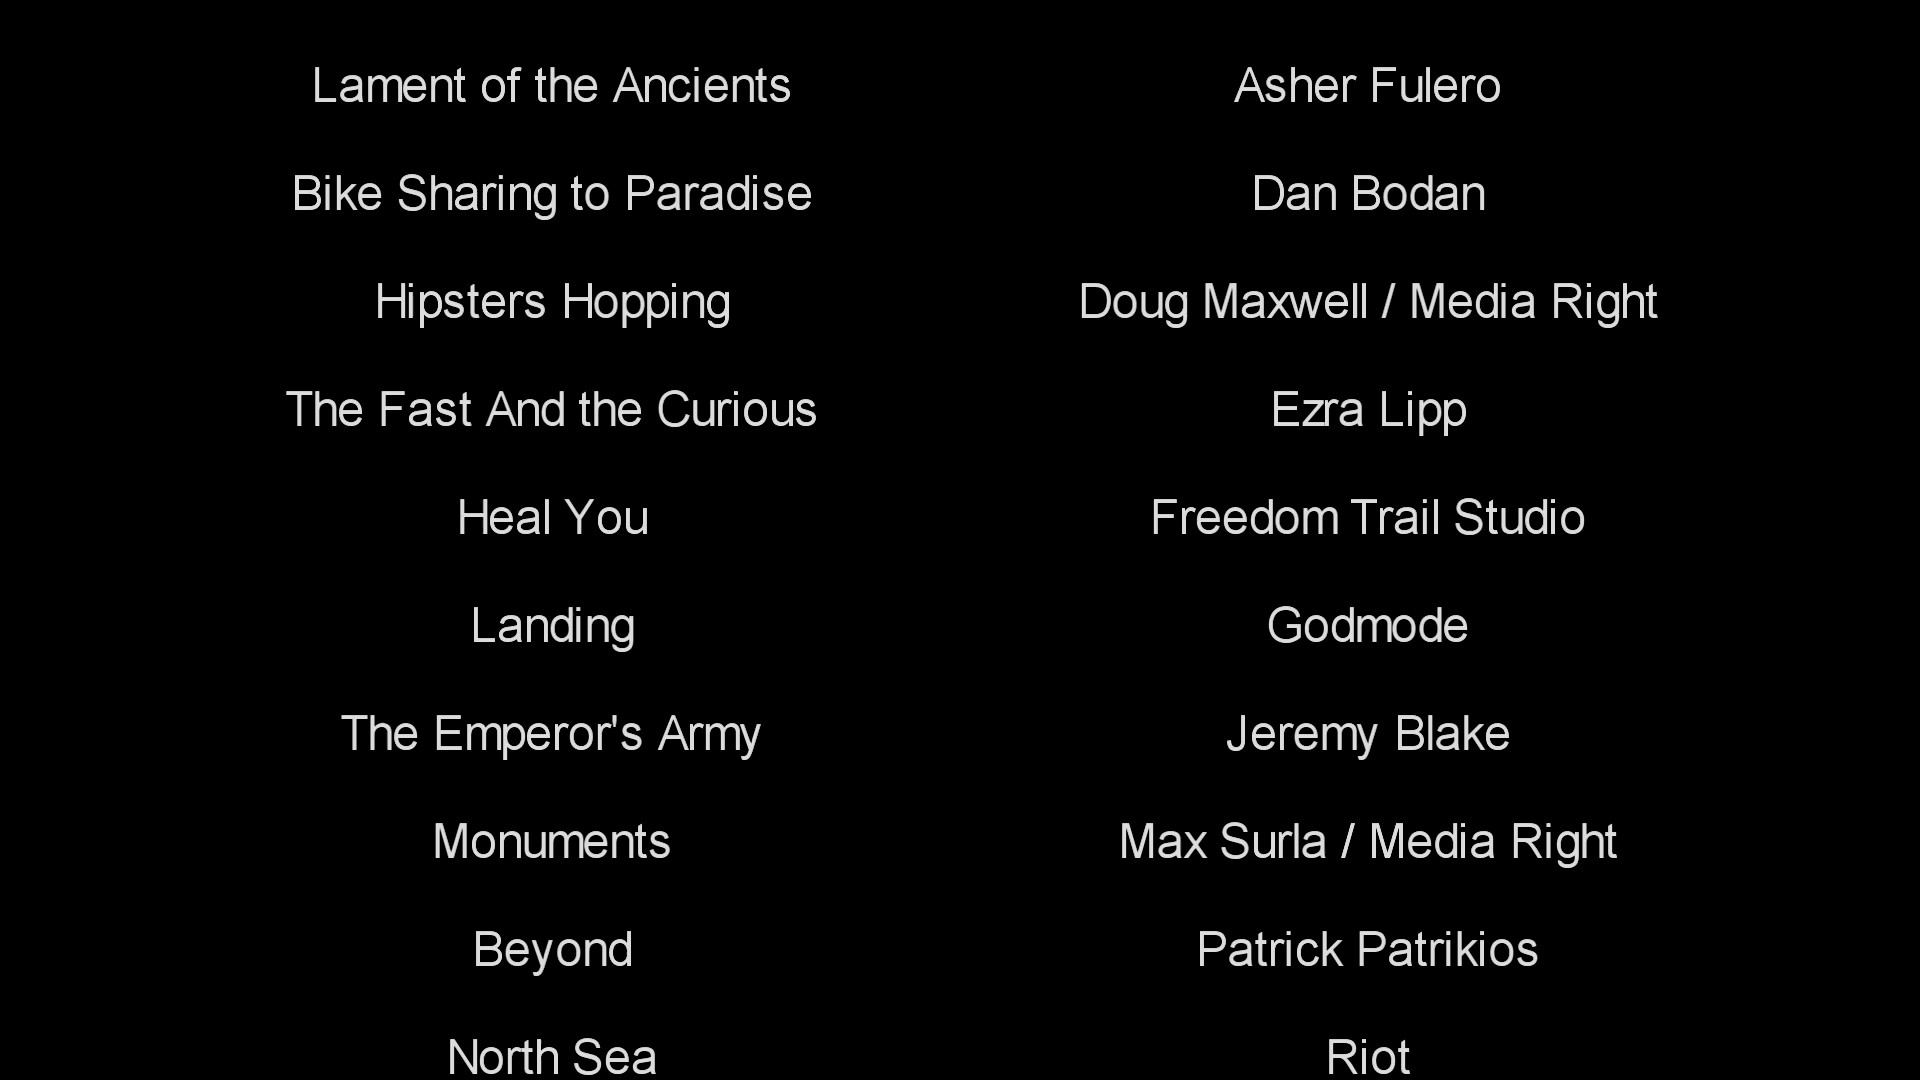 Lament of the Ancients Asher Fulero
Bike Sharing to Paradise Dan Bodan
Hipsters Hopping Doug Maxwell / Media Right
The Fast And the Curious Ezra Lipp
Heal You Freedom Trail Studio
Landing Godmode
The Emperor's Army Jeremy Blake
Monuments Max Surla / Media Right
Beyond Patrick Patrikios
North Sea Riot